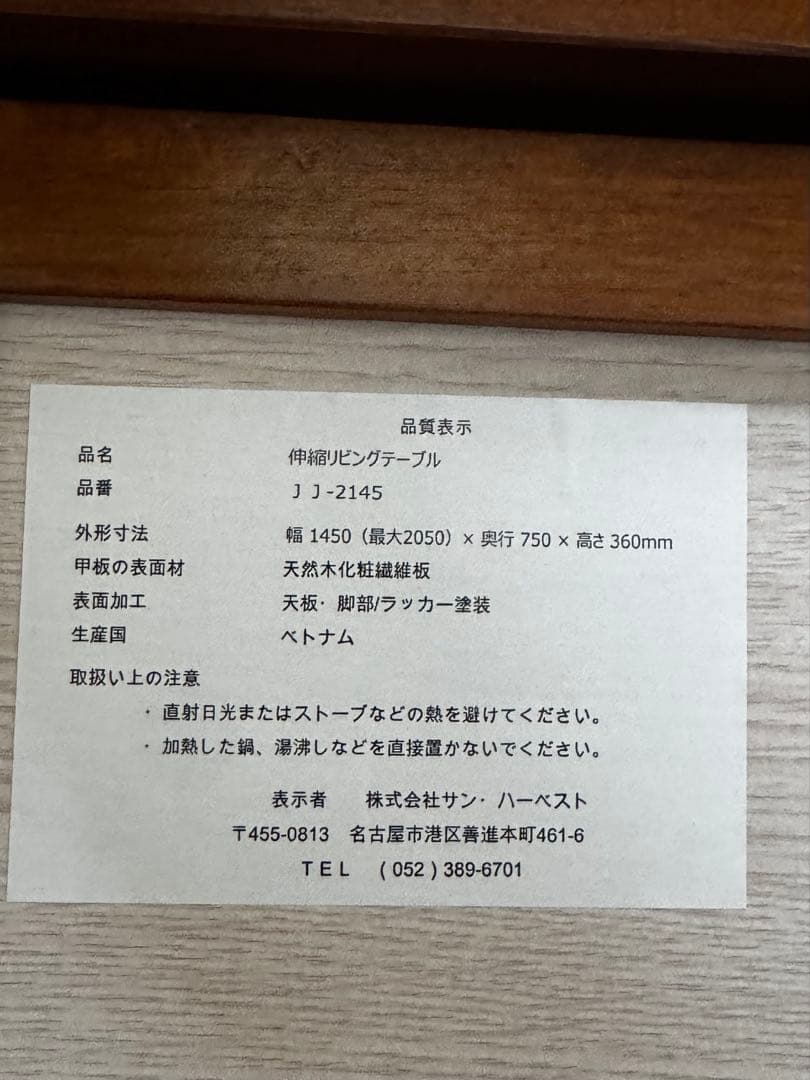 品質表示
品名 伸縮リビングテーブル
品番 ＪＪ-2145
外形寸法 幅 1450（最大2050）× 奥行 750 × 高さ 360mm
甲板の表面材 天然木化粧繊維板
表面加工 天板・脚部/ラッカー塗装
生産国 ベトナム
取扱い上の注意
・直射日光またはストーブなどの熱を避けてください。
・加熱した鍋、湯沸しなどを直接置かないでください。
表示者 株式会社サン・ハーベスト
〒455-0813 名古屋市港区善進本町461-6
ＴＥＬ （052）389-6701